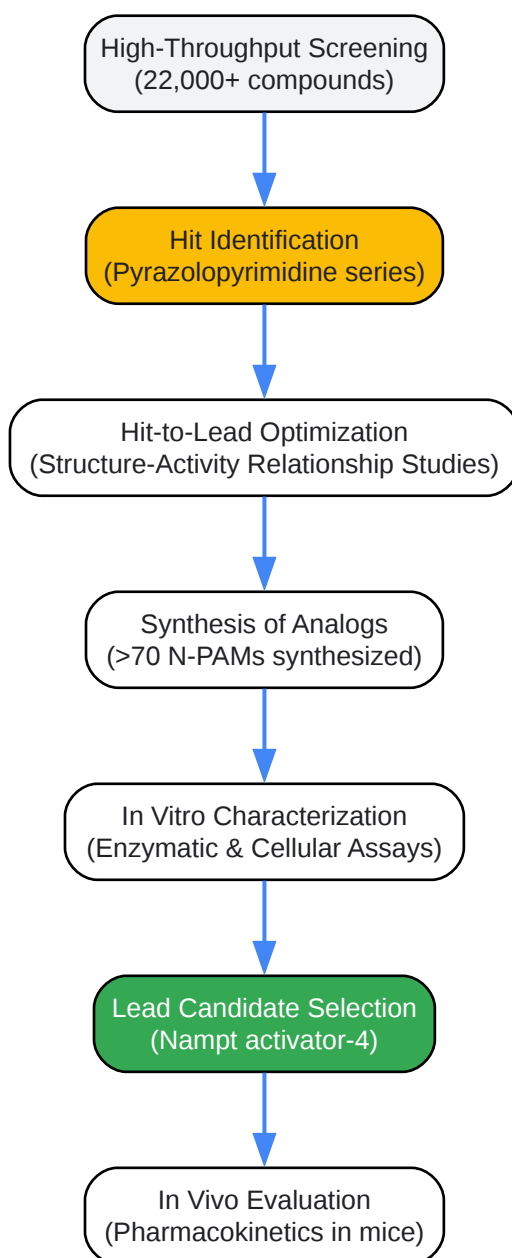 High-Throughput Screening
(22,000+ compounds)
Hit Identification
(Pyrazolopyrimidine series)
Hit-to-Lead Optimization
(Structure-Activity Relationship Studies)
Synthesis of Analogs
(>70 N-PAMs synthesized)
In Vitro Characterization
(Enzymatic & Cellular Assays)
Lead Candidate Selection
(Nampt activator-4)
In Vivo Evaluation
(Pharmacokinetics in mice)